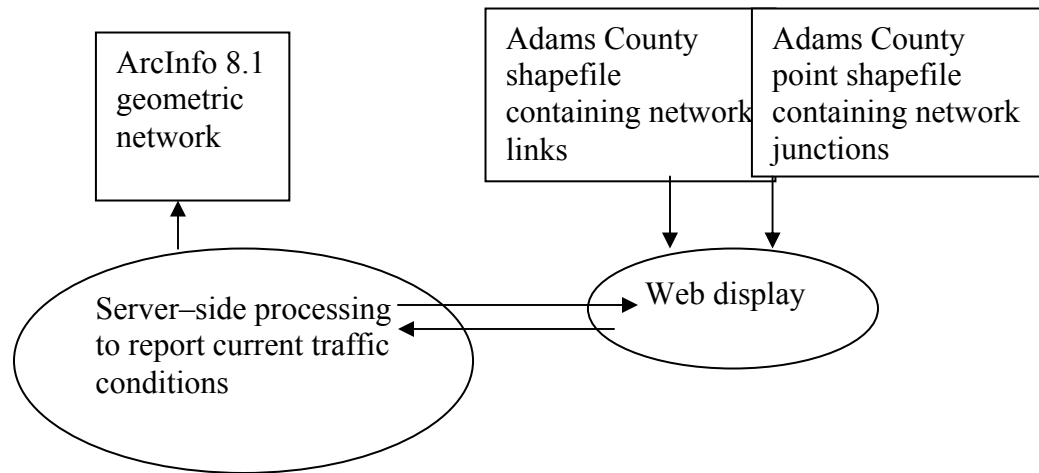 ArcInfo 8.1
geometric
network
Adams County
shapefile
containing network
links
Adams County
point shapefile
containing network
junctions
Server–side processing
to report current traffic
conditions
Web display